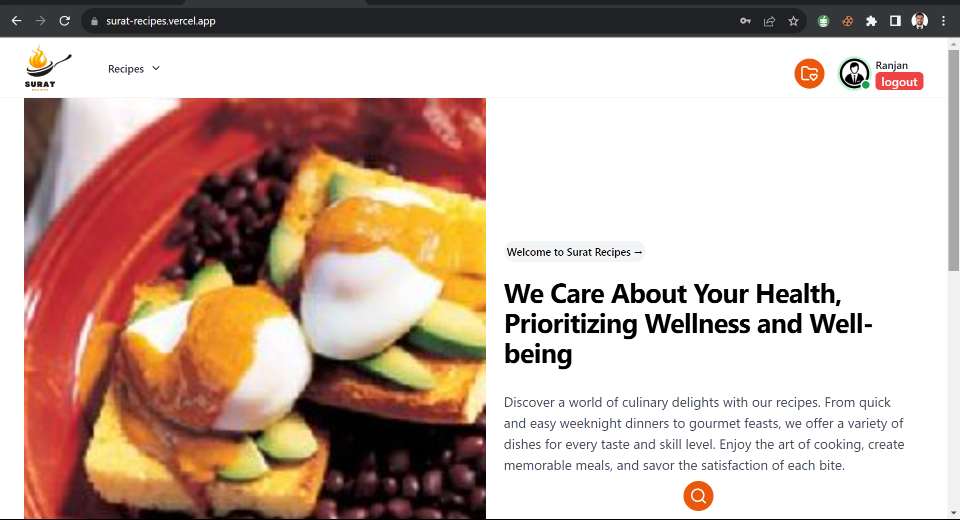 surat-recipes.vercel.app
SURAT
Recipes
Ranjan
logout
Welcome to Surat Recipes →
We Care About Your Health,
Prioritizing Wellness and Well-
being
Discover a world of culinary delights with our recipes. From quick
and easy weeknight dinners to gourmet feasts, we offer a variety of
dishes for every taste and skill level. Enjoy the art of cooking, create
memorable meals, and savor the satisfaction of each bite.